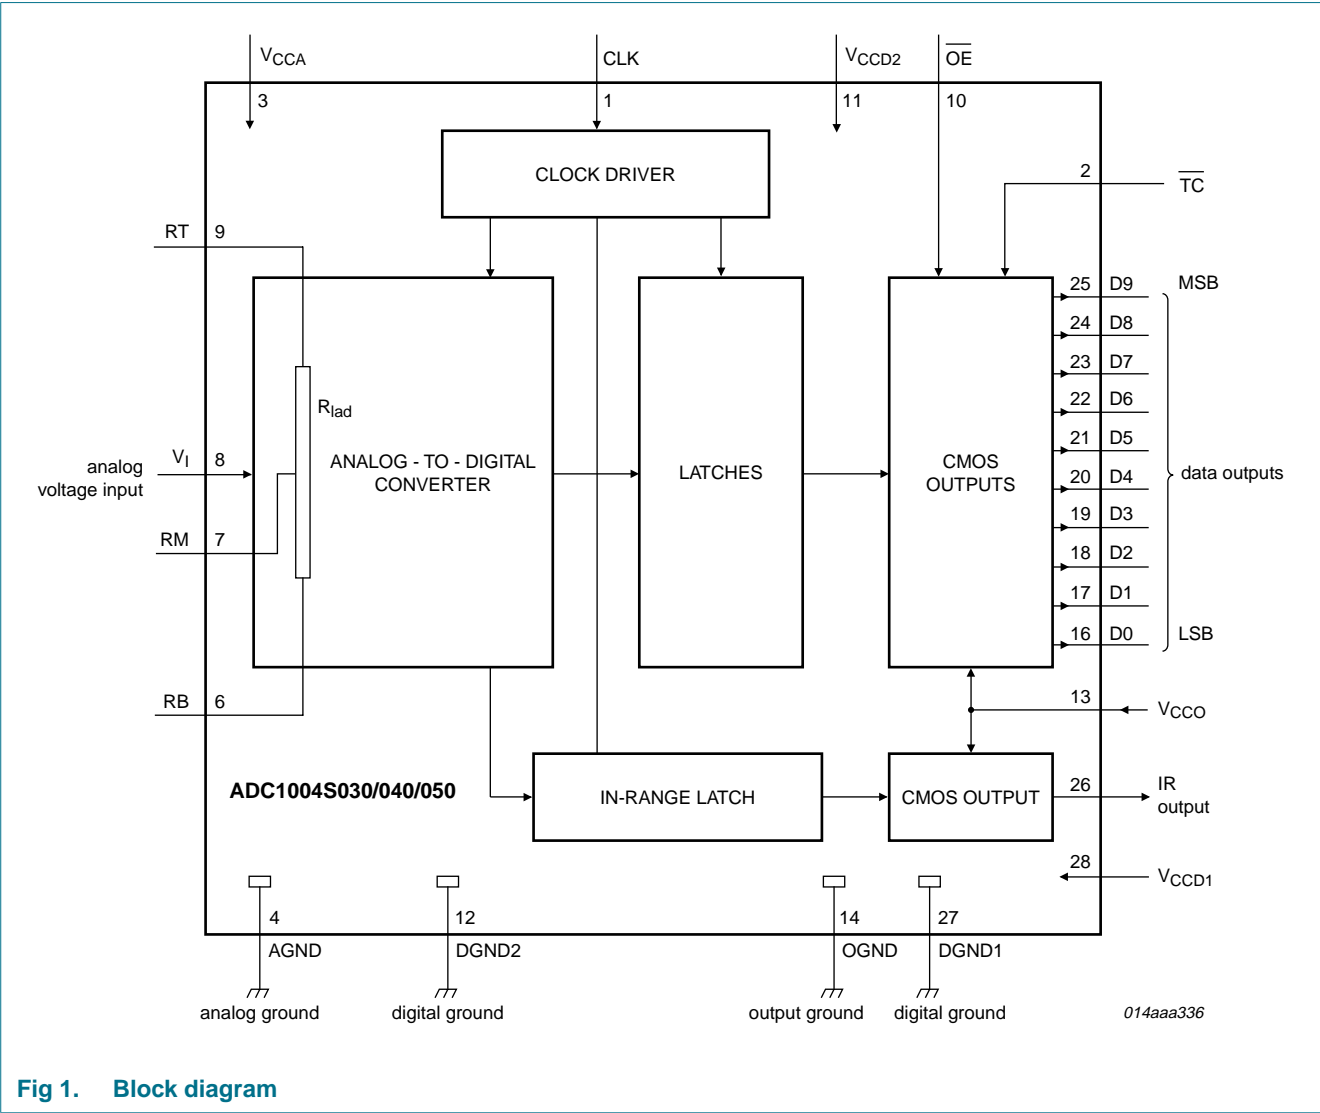 VCCA
CLK
VCCD2
OE
3
1
11
10
CLOCK DRIVER
2
TC
RT
9
25
D9
MSB
24
D8
23
D7
Rlad
22
D6
21
D5
analog
voltage input
VI
8
ANALOG - TO - DIGITAL
CONVERTER
LATCHES
CMOS
OUTPUTS
20
D4
data outputs
19
D3
RM
7
18
D2
17
D1
16
D0
LSB
RB
6
13
VCCO
ADC1004S030/040/050
IN-RANGE LATCH
CMOS OUTPUT
26
IR
output
28
VCCD1
4
12
14
27
AGND
DGND2
OGND
DGND1
analog ground
digital ground
output ground
digital ground
014aaa336
Fig 1. Block diagram